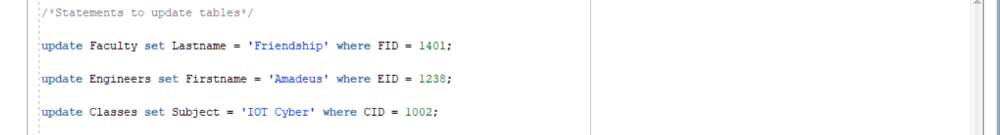 /*Statements to update tables*/
update Faculty set Lastname = 'Friendship' where FID = 1401;
update Engineers set Firstname = 'Amadeus' where EID = 1238;
update Classes set Subject = 'IOT Cyber' where CID = 1002;